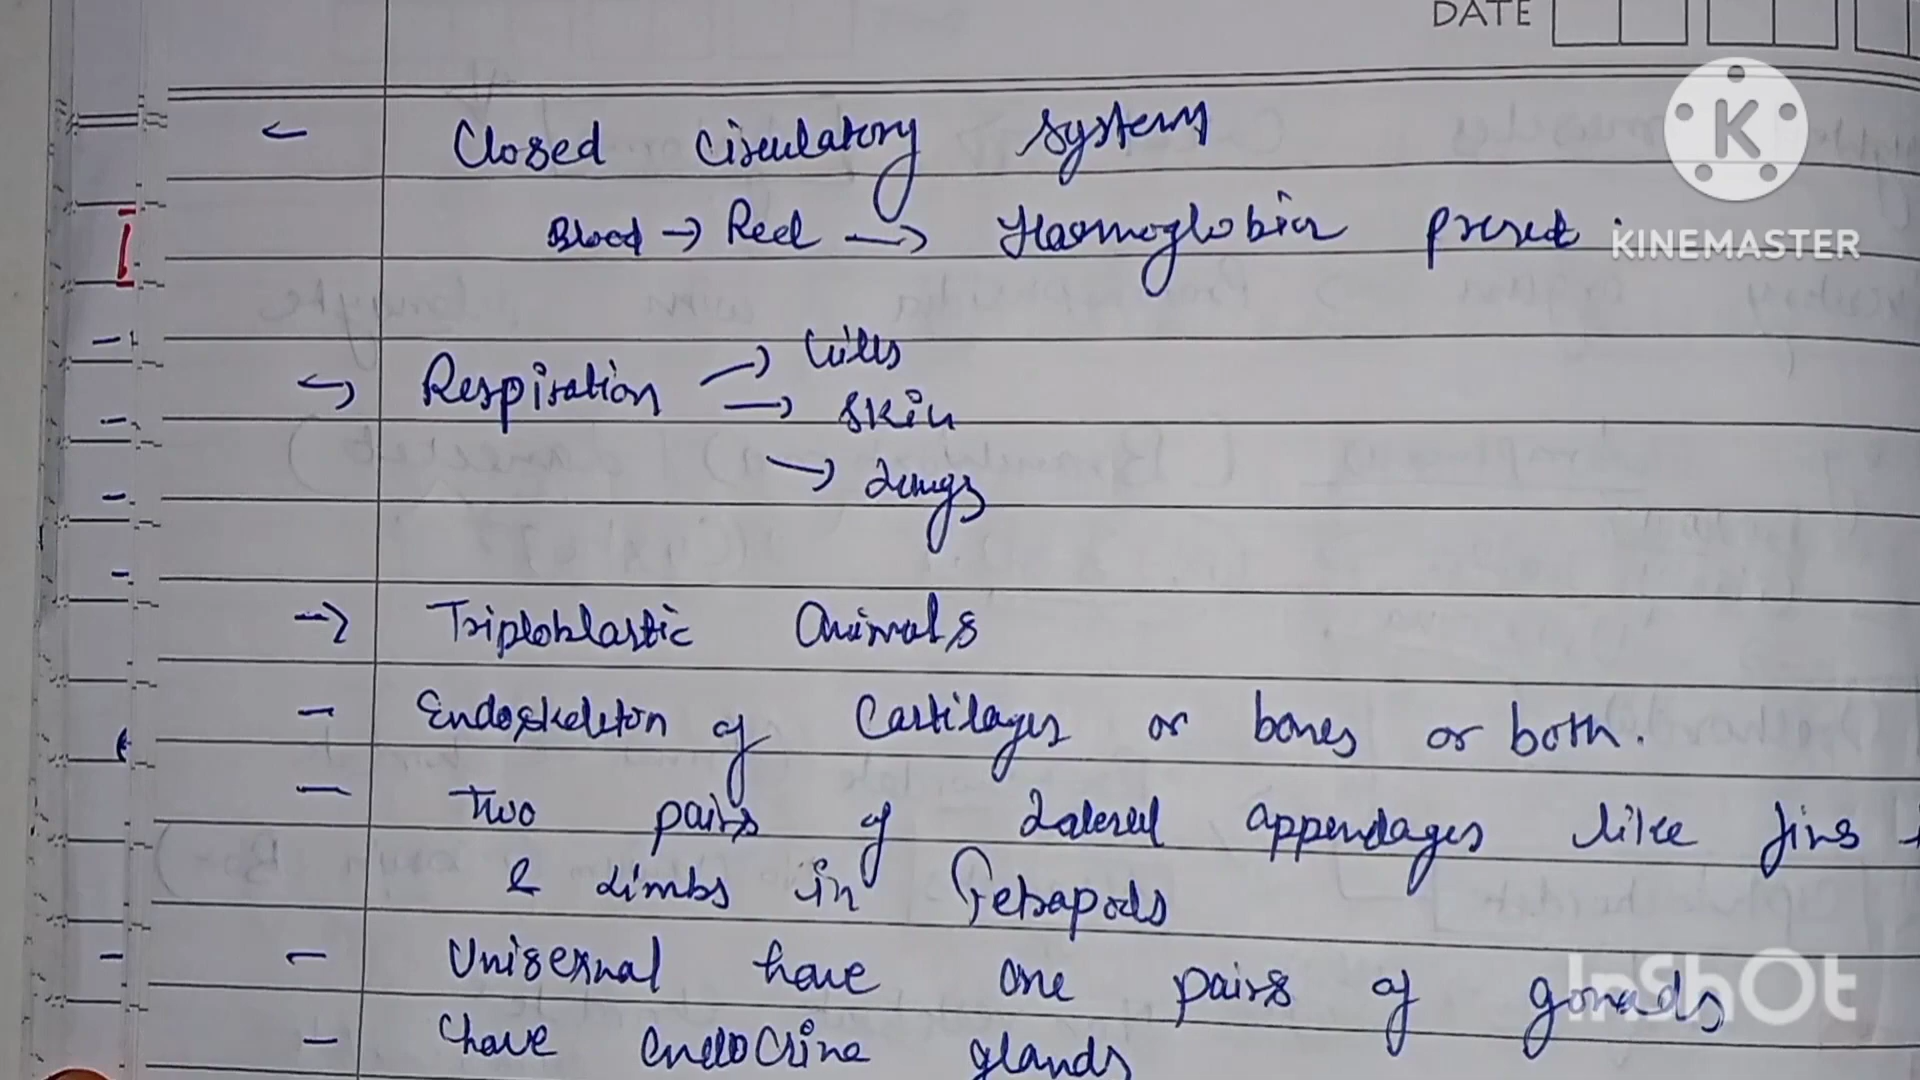 DATE
Closed circulatory system
Blood → Red → Haemoglobin present
KINEMASTER
→ Respiration → Gills
→ skin
→ Lungs
→ Triploblastic Animals
- Endoskeleton of Cartilages or bones or both.
- Two pairs of Lateral appendages like fins
& Limbs in Tetrapods
- Unisexual have one pairs of gonads
- have endocrine glands
InShOt